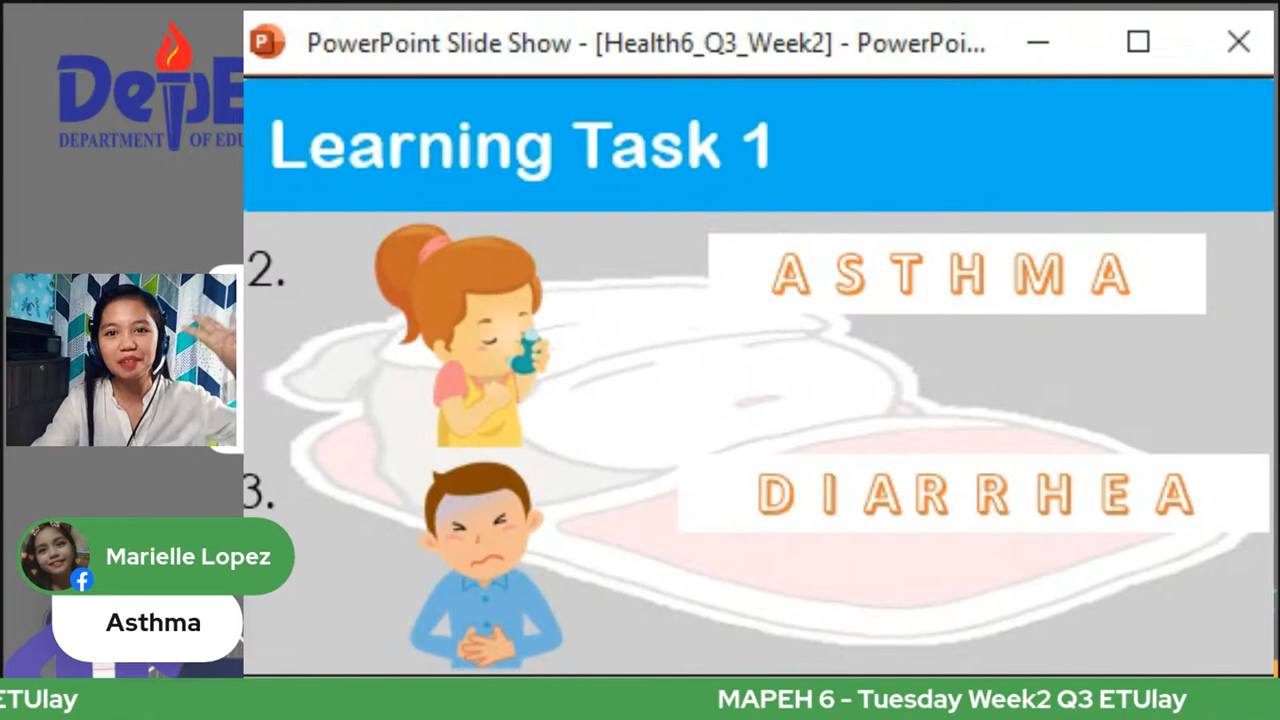 PowerPoint Slide Show - [Health6_Q3_Week2] - PowerPoi...
DepE
DEPARTMENT OF EDU
Learning Task 1
2.
A S T H M A
3.
D I A R R H E A
Marielle Lopez
Asthma
ETUlay
MAPEH 6 - Tuesday Week2 Q3 ETUlay